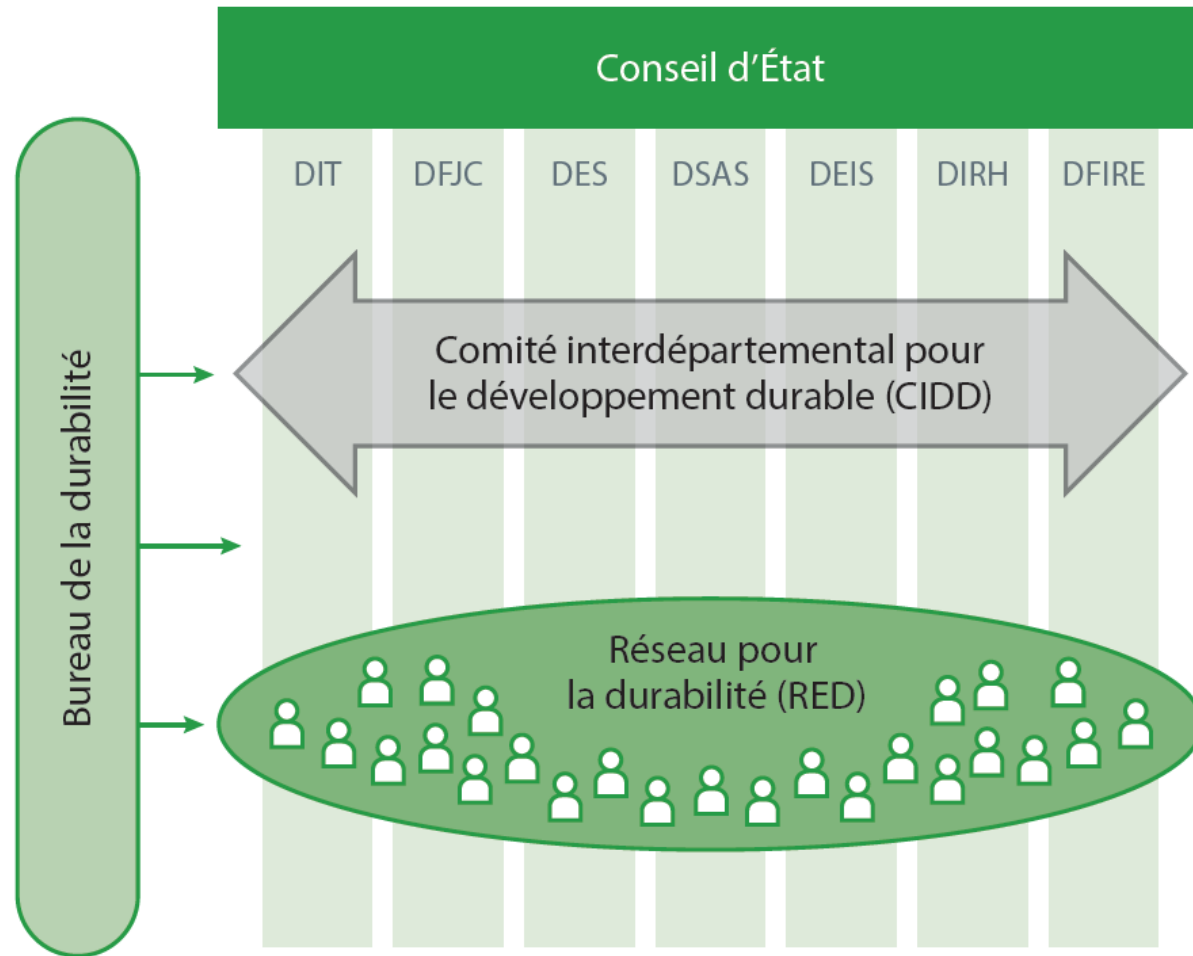 Conseil d'État
DIT DFJC DES DSAS DEIS DIRH DFIRE
Bureau de la durabilité
Comité interdépartemental pour
le développement durable (CIDD)
Réseau pour
la durabilité (RED)